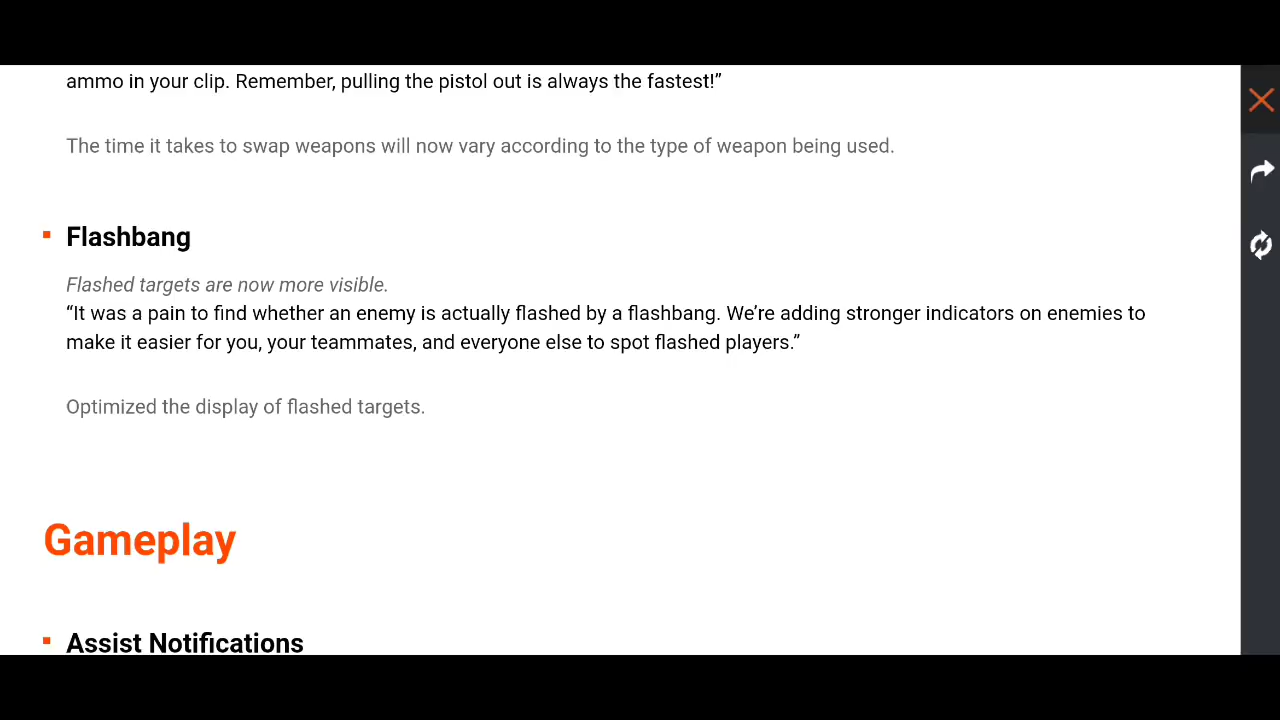 ammo in your clip. Remember, pulling the pistol out is always the fastest!”
The time it takes to swap weapons will now vary according to the type of weapon being used.
Flashbang
Flashed targets are now more visible.
“It was a pain to find whether an enemy is actually flashed by a flashbang. We’re adding stronger indicators on enemies to
make it easier for you, your teammates, and everyone else to spot flashed players.”
Optimized the display of flashed targets.
Gameplay
Assist Notifications